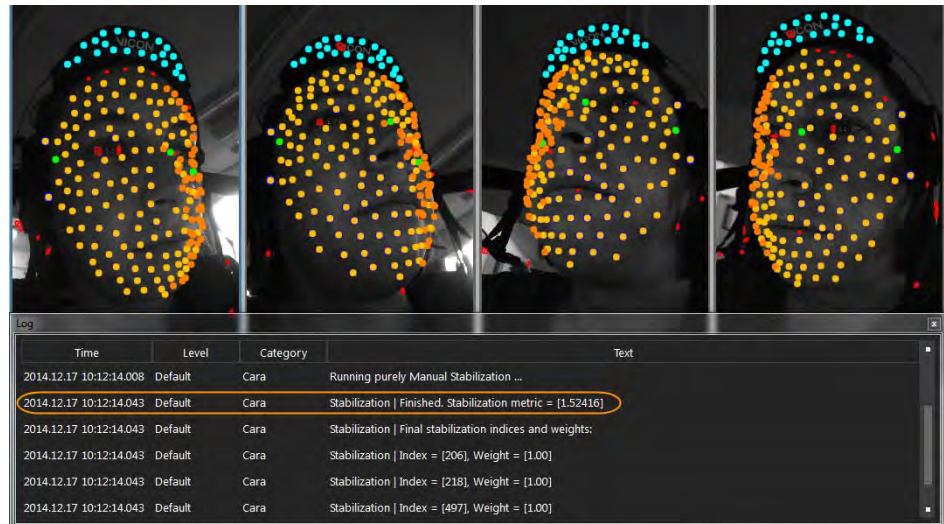 VICON
VICON
Log
x
Time Level Category Text
2014.12.17 10:12:14.008 Default Cara Running purely Manual Stabilization ...
2014.12.17 10:12:14.043 Default Cara Stabilization | Finished. Stabilization metric = [1.52416]
2014.12.17 10:12:14.043 Default Cara Stabilization | Final stabilization indices and weights:
2014.12.17 10:12:14.043 Default Cara Stabilization | Index = [206], Weight = [1.00]
2014.12.17 10:12:14.043 Default Cara Stabilization | Index = [218], Weight = [1.00]
2014.12.17 10:12:14.043 Default Cara Stabilization | Index = [497], Weight = [1.00]